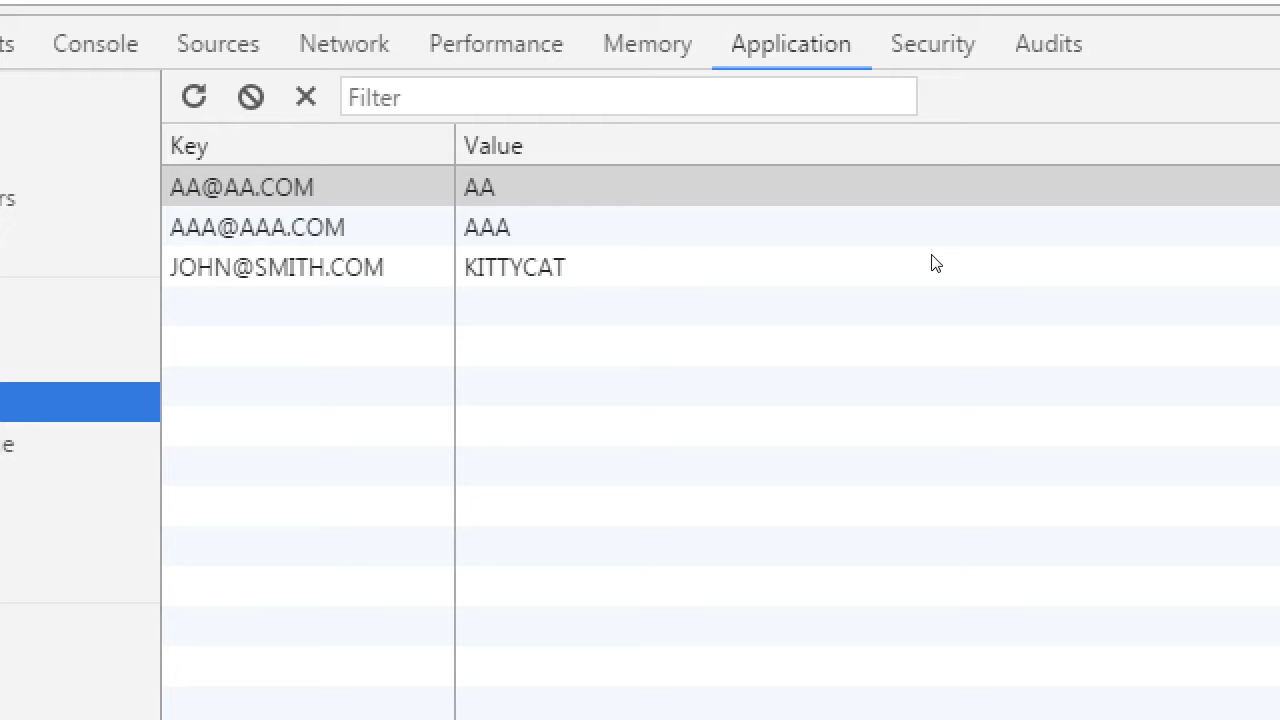 ts Console Sources Network Performance Memory Application Security Audits
Filter
Key Value
AA@AA.COM AA
rs
AAA@AAA.COM AAA
JOHN@SMITH.COM KITTYCAT
e